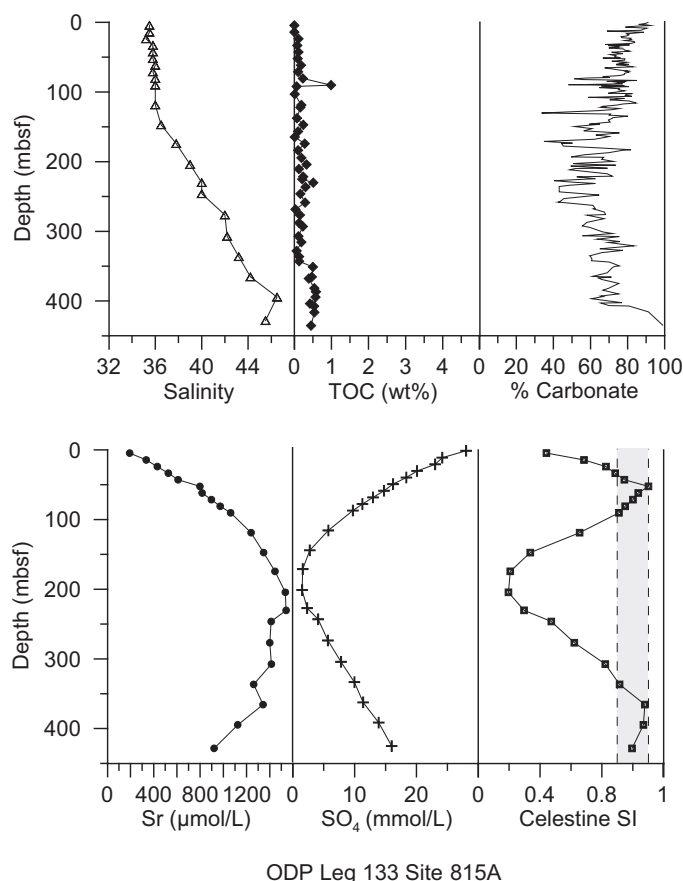 0
100
200
300
400
Depth (mbsf)
32 36 40 44
Salinity
0 1 2 3 4
TOC (wt%)
0 20 40 60 80 100
% Carbonate
0
100
200
300
400
Depth (mbsf)
0 400 800 1200
Sr (µmol/L)
0 10 20
SO4 (mmol/L)
0 0.4 0.8 1
Celestine SI
ODP Leg 133 Site 815A